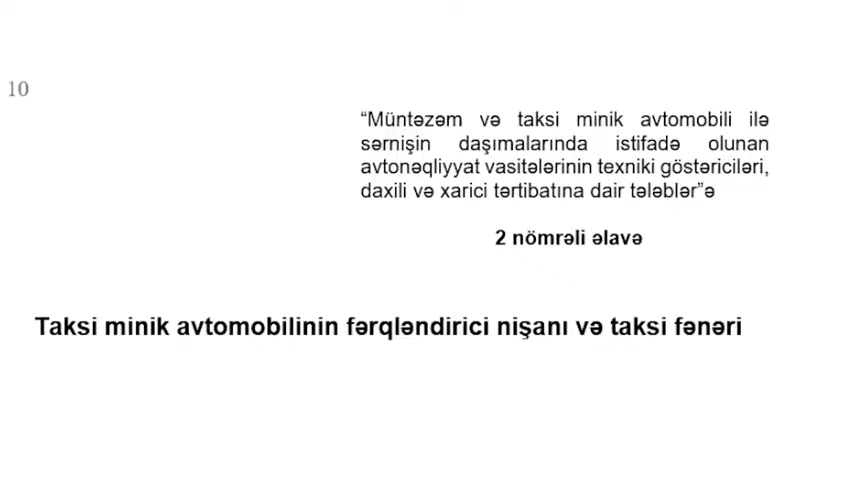 10
“Müntəzəm və taksi minik avtomobili ilə
sərnişin daşımalarında istifadə olunan
avtonəqliyyat vasitələrinin texniki göstəriciləri,
daxili və xarici tərtibatına dair tələblər”ə
2 nömrəli əlavə
Taksi minik avtomobilinin fərqləndirici nişanı və taksi fənəri